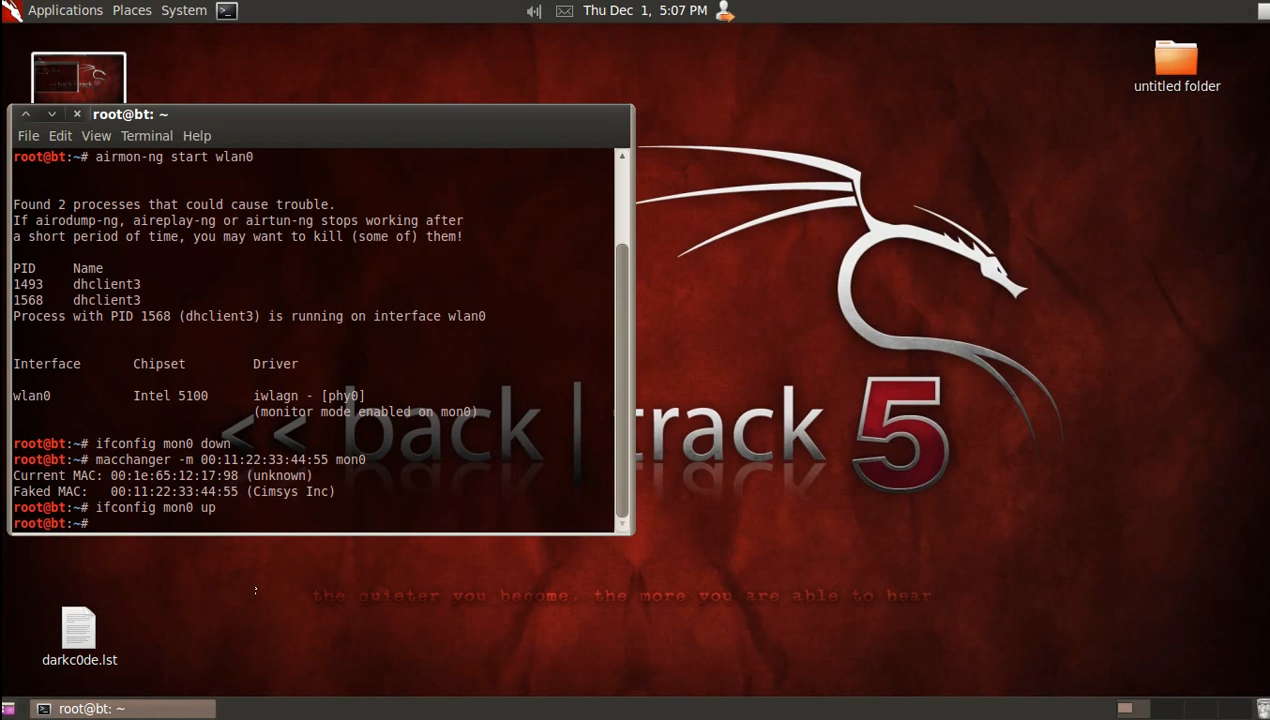 Applications Places System Thu Dec 1, 5:07 PM
untitled folder
root@bt: ~
File Edit View Terminal Help
root@bt:~# airmon-ng start wlan0
Found 2 processes that could cause trouble.
If airodump-ng, aireplay-ng or airtun-ng stops working after
a short period of time, you may want to kill (some of) them!
PID Name
1493 dhclient3
1568 dhclient3
Process with PID 1568 (dhclient3) is running on interface wlan0
Interface Chipset Driver
wlan0 Intel 5100 iwlagn - [phy0]
(monitor mode enabled on mon0)
root@bt:~# ifconfig mon0 down
root@bt:~# macchanger -m 00:11:22:33:44:55 mon0
Current MAC: 00:1e:65:12:17:98 (unknown)
Faked MAC: 00:11:22:33:44:55 (Cimsys Inc)
root@bt:~# ifconfig mon0 up
root@bt:~#
<< back | track 5
the quieter you become, the more you are able to hear
darkc0de.lst
root@bt: ~